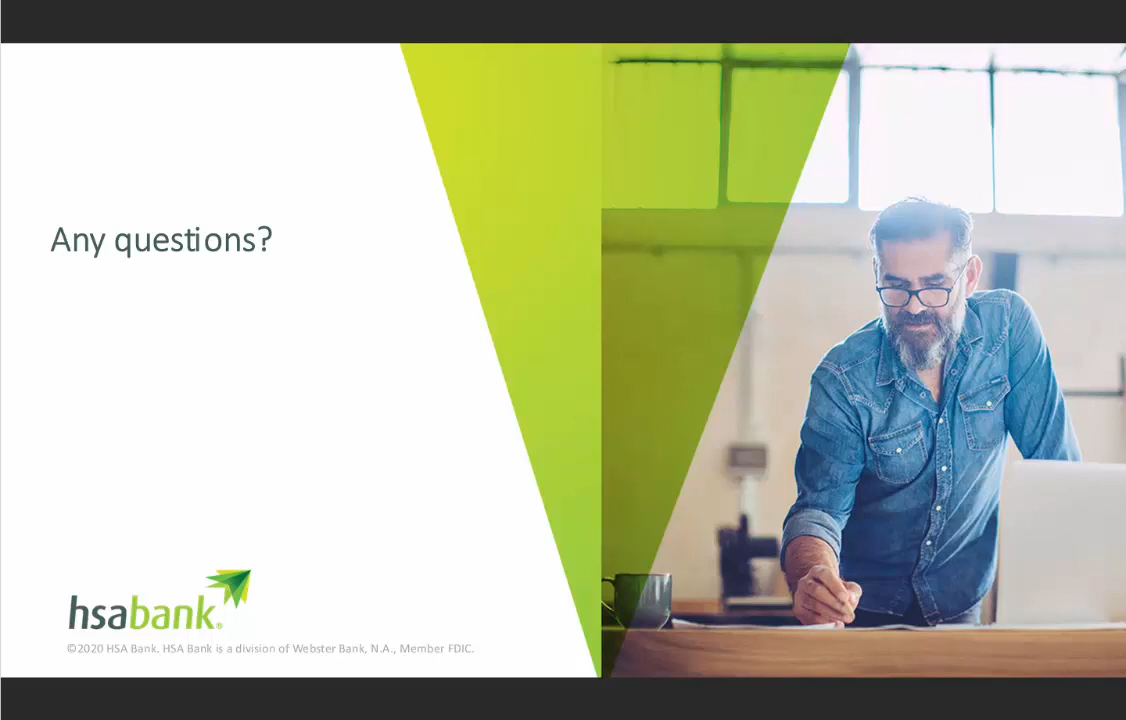 Any questions?
hsabank®
©2020 HSA Bank. HSA Bank is a division of Webster Bank, N.A., Member FDIC.